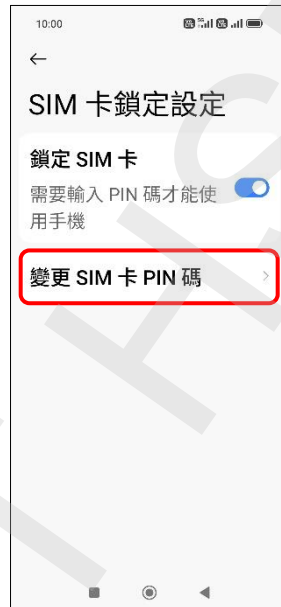 10:00
SIM 卡鎖定設定
鎖定 SIM 卡
需要輸入 PIN 碼才能使
用手機
變更 SIM 卡 PIN 碼